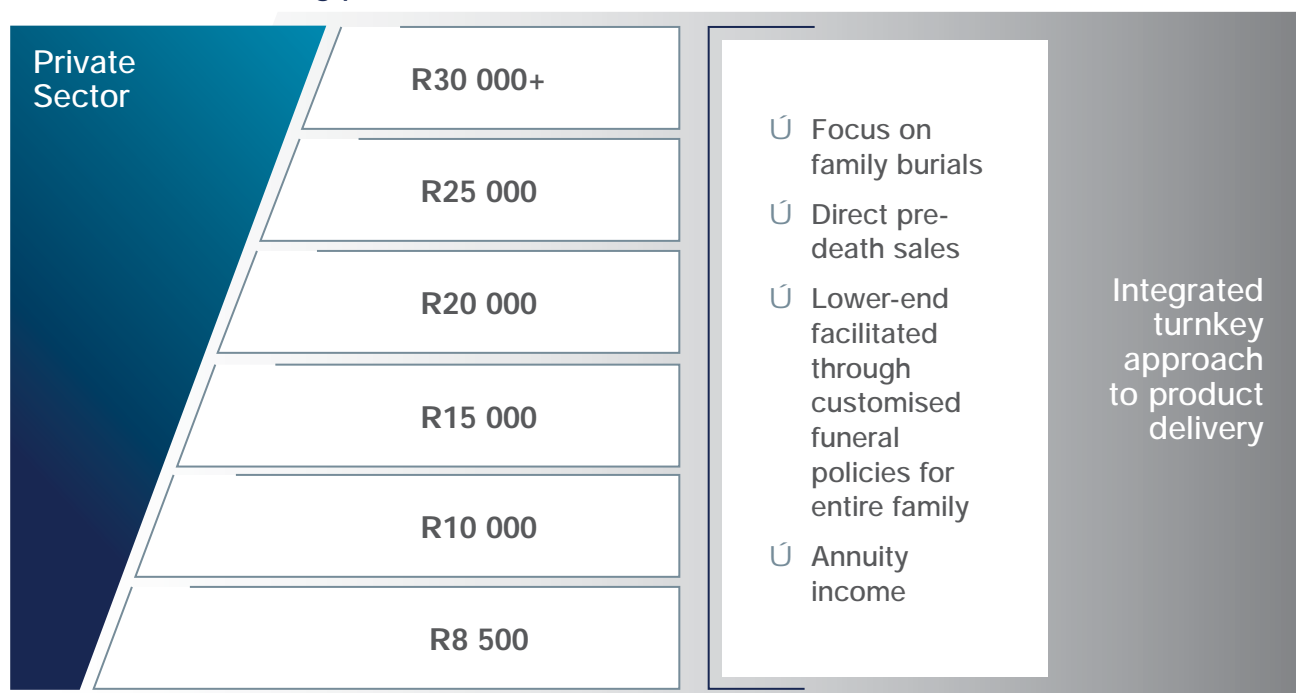 Private
Sector
R30 000+
R25 000
R20 000
R15 000
R10 000
R8 500
Ú Focus on
family burials
Ú Direct pre-
death sales
Ú Lower-end
facilitated
through
customised
funeral
policies for
entire family
Ú Annuity
income
Integrated
turnkey
approach
to product
delivery